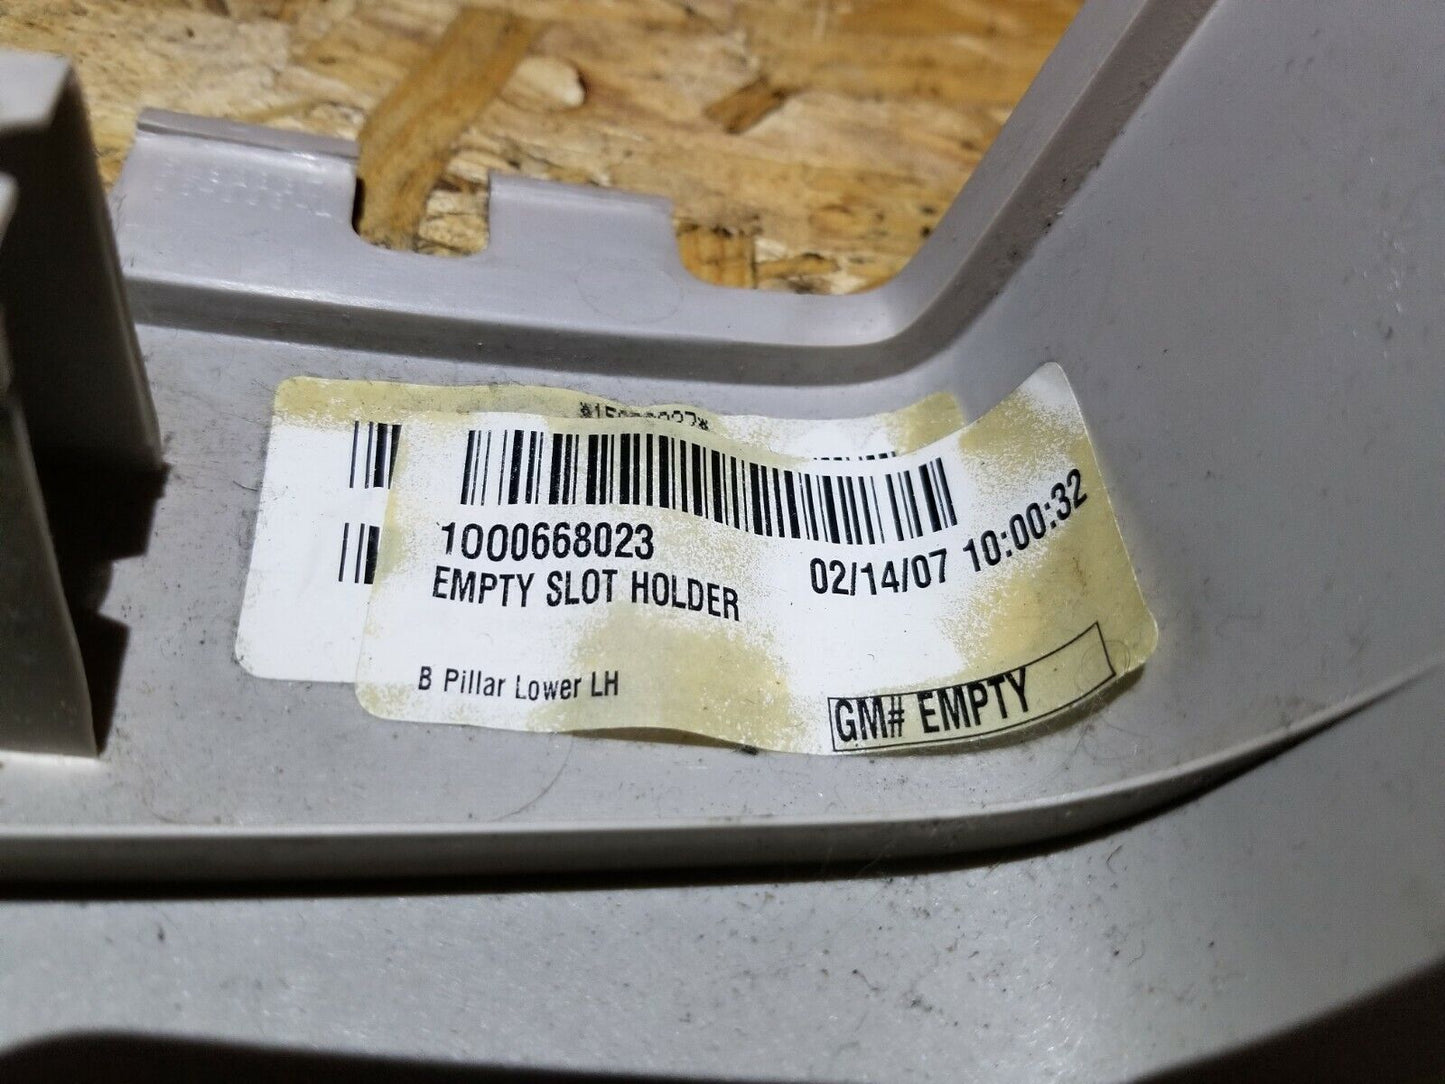 1000668023
02/14/07 10:00:32
EMPTY SLOT HOLDER
B Pillar Lower LH
GM# EMPTY